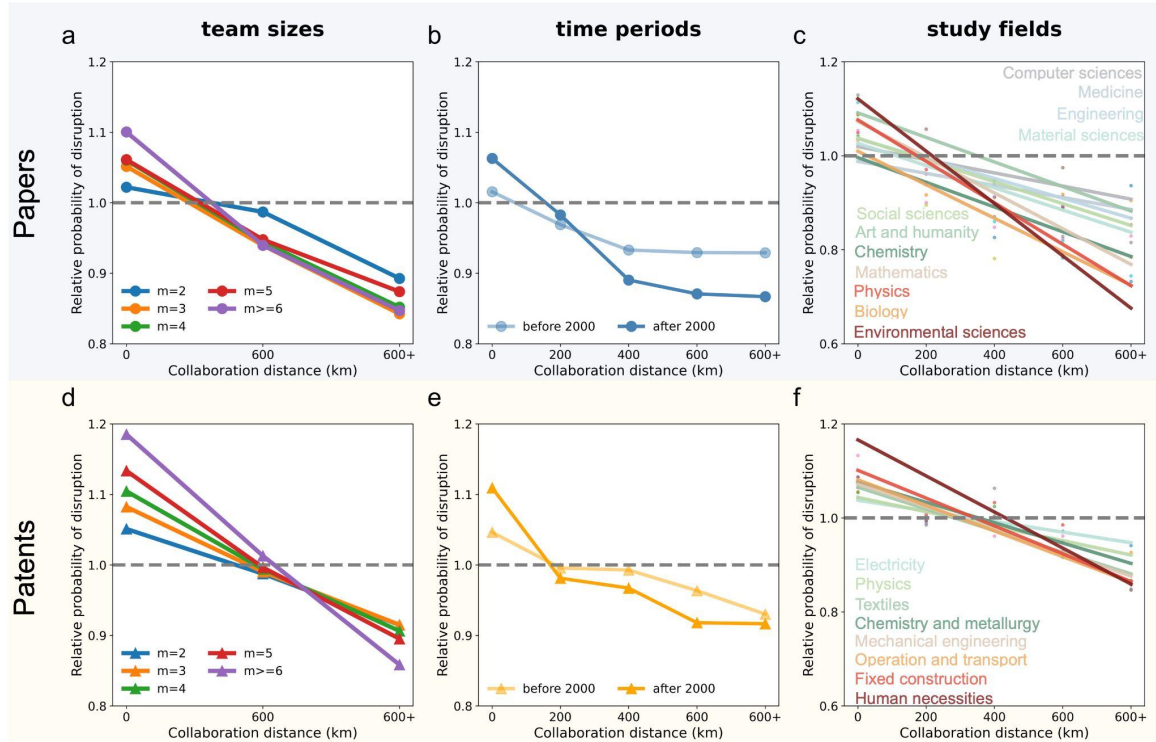 team sizes
time periods
study fields
Papers
a
Relative probability of disruption
1.2
1.1
1.0
0.9
0.8
m=2
m=3
m=4
m=5
m>=6
0
600
600+
Collaboration distance (km)
b
Relative probability of disruption
1.2
1.1
1.0
0.9
0.8
before 2000
after 2000
0
200
400
600
600+
Collaboration distance (km)
c
Relative probability of disruption
1.2
1.0
0.8
0.6
Computer sciences
Medicine
Engineering
Material sciences
Social sciences
Art and humanity
Chemistry
Mathematics
Physics
Biology
Environmental sciences
0
200
400
600
600+
Collaboration distance (km)
Patents
d
Relative probability of disruption
1.2
1.1
1.0
0.9
0.8
m=2
m=3
m=4
m=5
m>=6
0
600
600+
Collaboration distance (km)
e
Relative probability of disruption
1.2
1.1
1.0
0.9
0.8
before 2000
after 2000
0
200
400
600
600+
Collaboration distance (km)
f
Relative probability of disruption
1.2
1.0
0.8
0.6
Electricity
Physics
Textiles
Chemistry and metallurgy
Mechanical engineering
Operation and transport
Fixed construction
Human necessities
0
200
400
600
600+
Collaboration distance (km)